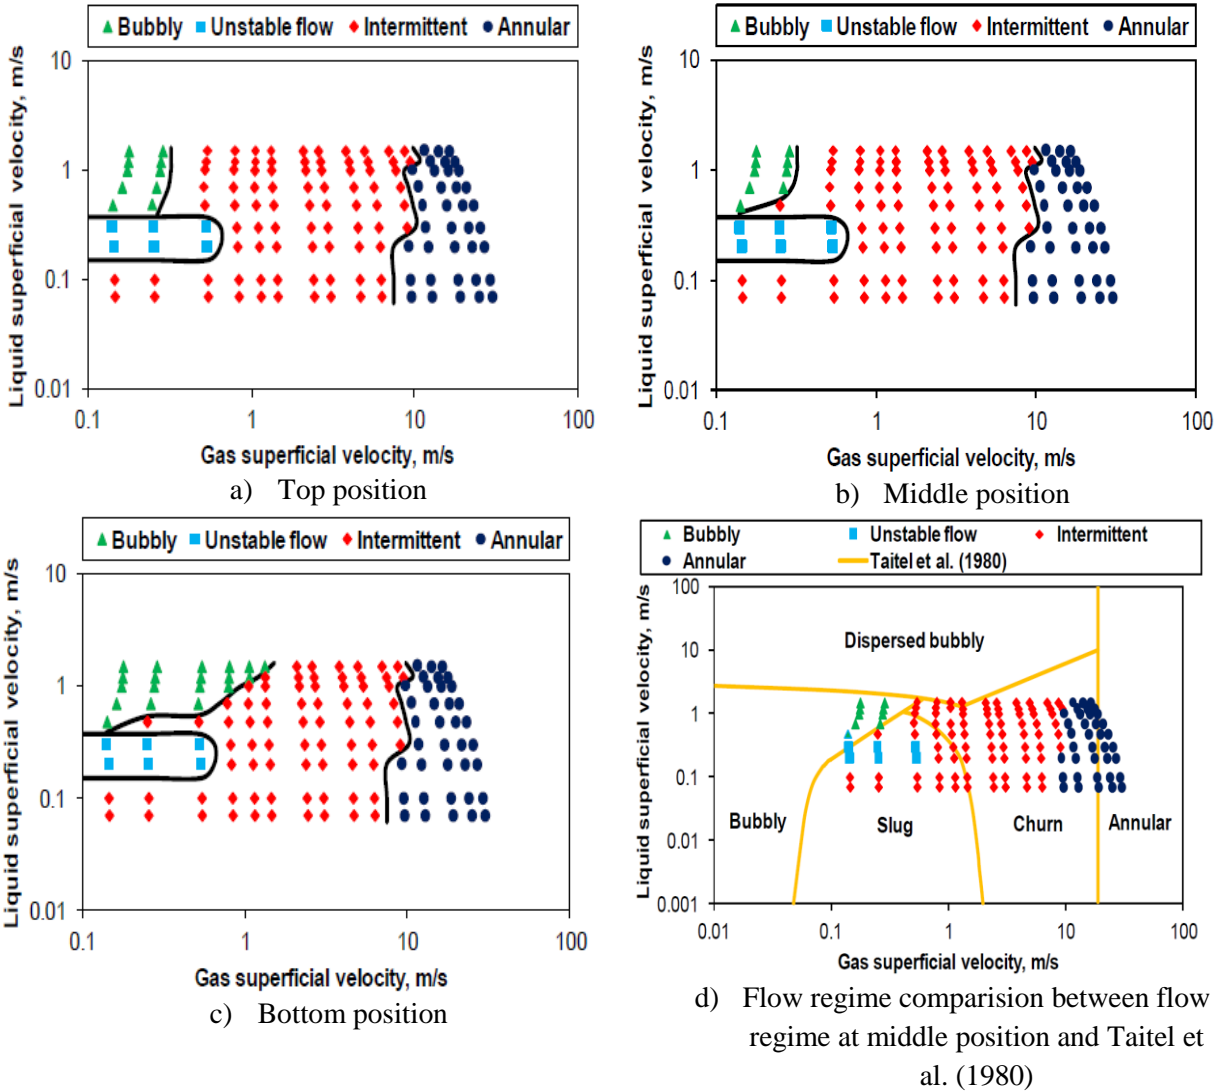 Bubbly Unstable flow Intermittent Annular
Liquid superficial velocity, m/s
10
1
0.1
0.01
0.1 1 10 100
Gas superficial velocity, m/s
a) Top position
Bubbly Unstable flow Intermittent Annular
Liquid superficial velocity, m/s
10
1
0.1
0.01
0.1 1 10 100
Gas superficial velocity, m/s
b) Middle position
Bubbly Unstable flow Intermittent Annular
Liquid superficial velocity, m/s
10
1
0.1
0.01
0.1 1 10 100
Gas superficial velocity, m/s
c) Bottom position
Bubbly Unstable flow Intermittent
Annular Taitel et al. (1980)
Liquid superficial velocity, m/s
100
10
1
0.1
0.01
0.001
Dispersed bubbly
Bubbly Slug Churn Annular
0.01 0.1 1 10 100
Gas superficial velocity, m/s
d) Flow regime comparision between flow
regime at middle position and Taitel et
al. (1980)